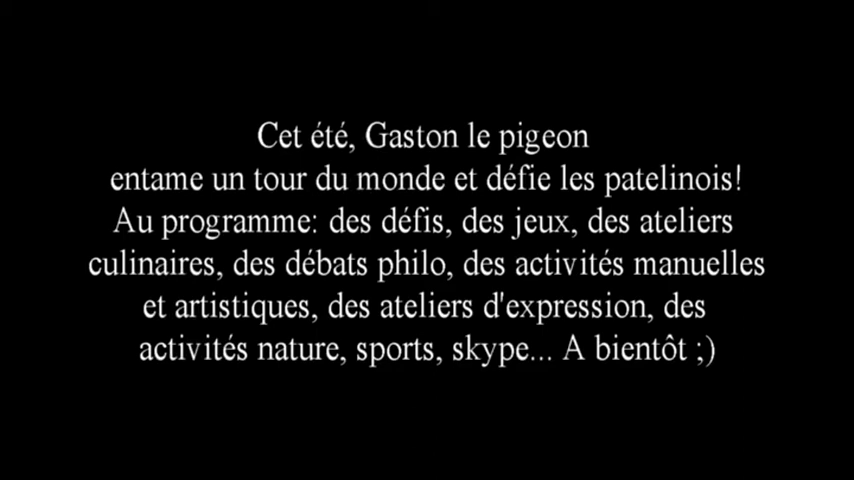 Cet été, Gaston le pigeon
entame un tour du monde et défie les patelinois!
Au programme: des défis, des jeux, des ateliers
culinaires, des débats philo, des activités manuelles
et artistiques, des ateliers d'expression, des
activités nature, sports, skype... A bientôt ;)